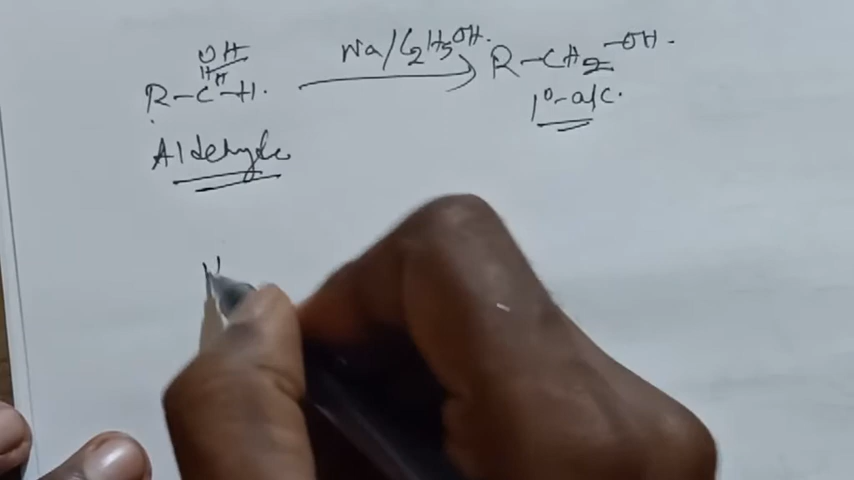 OH
H H
R-C-H. Na/C2H5OH. R-CH2-OH.
1°-alc.
Aldehyde